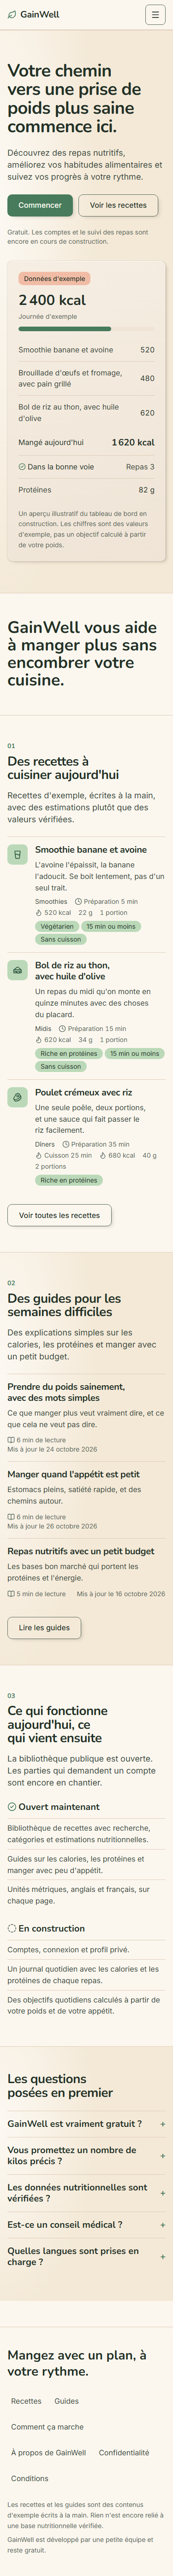 GainWell
Votre chemin
vers une prise de
poids plus saine
commence ici.
Découvrez des repas nutritifs,
améliorez vos habitudes alimentaires et
suivez vos progrès à votre rythme.
Commencer
Voir les recettes
Gratuit. Les comptes et le suivi des repas sont
encore en cours de construction.
Données d'exemple
2 400 kcal
Journée d'exemple
Smoothie banane et avoine 520
Brouillade d'œufs et fromage,
avec pain grillé 480
Bol de riz au thon, avec huile
d'olive 620
Mangé aujourd'hui 1 620 kcal
Dans la bonne voie Repas 3
Protéines 82 g
Un aperçu illustratif du tableau de bord en
construction. Les chiffres sont des valeurs
d'exemple, pas un objectif calculé à partir
de votre poids.
GainWell vous aide
à manger plus sans
encombrer votre
cuisine.
01
Des recettes à
cuisiner aujourd'hui
Recettes d'exemple, écrites à la main,
avec des estimations plutôt que des
valeurs vérifiées.
Smoothie banane et avoine
L'avoine l'épaissit, la banane
l'adoucit. Se boit lentement, pas d'un
seul trait.
Smoothies Préparation 5 min
520 kcal 22 g 1 portion
Végétarien 15 min ou moins
Sans cuisson
Bol de riz au thon,
avec huile d'olive
Un repas du midi qu'on monte en
quinze minutes avec des choses
du placard.
Midis Préparation 15 min
620 kcal 34 g 1 portion
Riche en protéines 15 min ou moins
Sans cuisson
Poulet crémeux avec riz
Une seule poêle, deux portions,
et une sauce qui fait passer le
riz facilement.
Dîners Préparation 35 min
Cuisson 25 min 680 kcal 40 g
2 portions
Riche en protéines
Voir toutes les recettes
02
Des guides pour les
semaines difficiles
Des explications simples sur les
calories, les protéines et manger avec
un petit budget.
Prendre du poids sainement,
avec des mots simples
Ce que manger plus veut vraiment dire, et ce
que cela ne veut pas dire.
6 min de lecture
Mis à jour le 24 octobre 2026
Manger quand l'appétit est petit
Estomacs pleins, satiété rapide, et des
chemins autour.
6 min de lecture
Mis à jour le 26 octobre 2026
Repas nutritifs avec un petit budget
Les bases bon marché qui portent les
protéines et l'énergie.
5 min de lecture Mis à jour le 16 octobre 2026
Lire les guides
03
Ce qui fonctionne
aujourd'hui, ce
qui vient ensuite
La bibliothèque publique est ouverte.
Les parties qui demandent un compte
sont encore en chantier.
Ouvert maintenant
Bibliothèque de recettes avec recherche,
catégories et estimations nutritionnelles.
Guides sur les calories, les protéines et
manger avec peu d'appétit.
Unités métriques, anglais et français, sur
chaque page.
En construction
Comptes, connexion et profil privé.
Un journal quotidien avec les calories et les
protéines de chaque repas.
Des objectifs quotidiens calculés à partir de
votre poids et de votre appétit.
Les questions
posées en premier
GainWell est vraiment gratuit ? +
Vous promettez un nombre de
kilos précis ? +
Les données nutritionnelles sont
vérifiées ? +
Est-ce un conseil médical ? +
Quelles langues sont prises en
charge ? +
Mangez avec un plan, à
votre rythme.
Recettes Guides
Comment ça marche
À propos de GainWell Confidentialité
Conditions
Les recettes et les guides sont des contenus
d'exemple écrits à la main. Rien n'est encore relié à
une base nutritionnelle vérifiée.
GainWell est développé par une petite équipe et
reste gratuit.